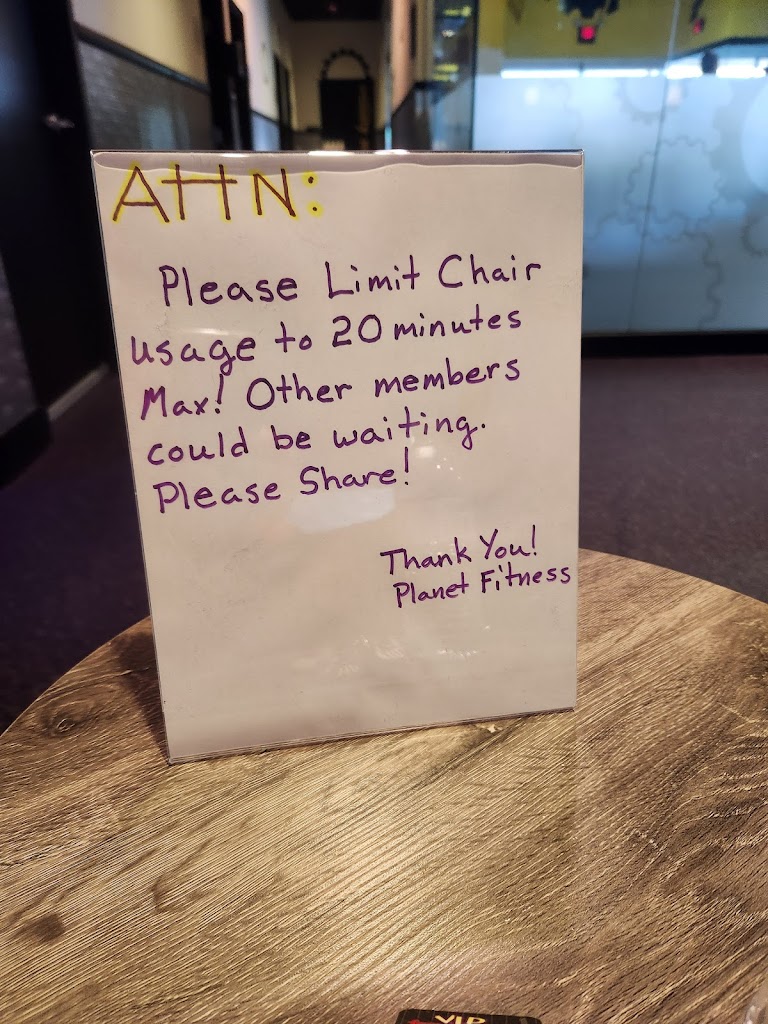 ATTN:
Please Limit Chair
usage to 20 minutes
Max! Other members
could be waiting.
Please Share!
Thank You!
Planet Fitness
VIP